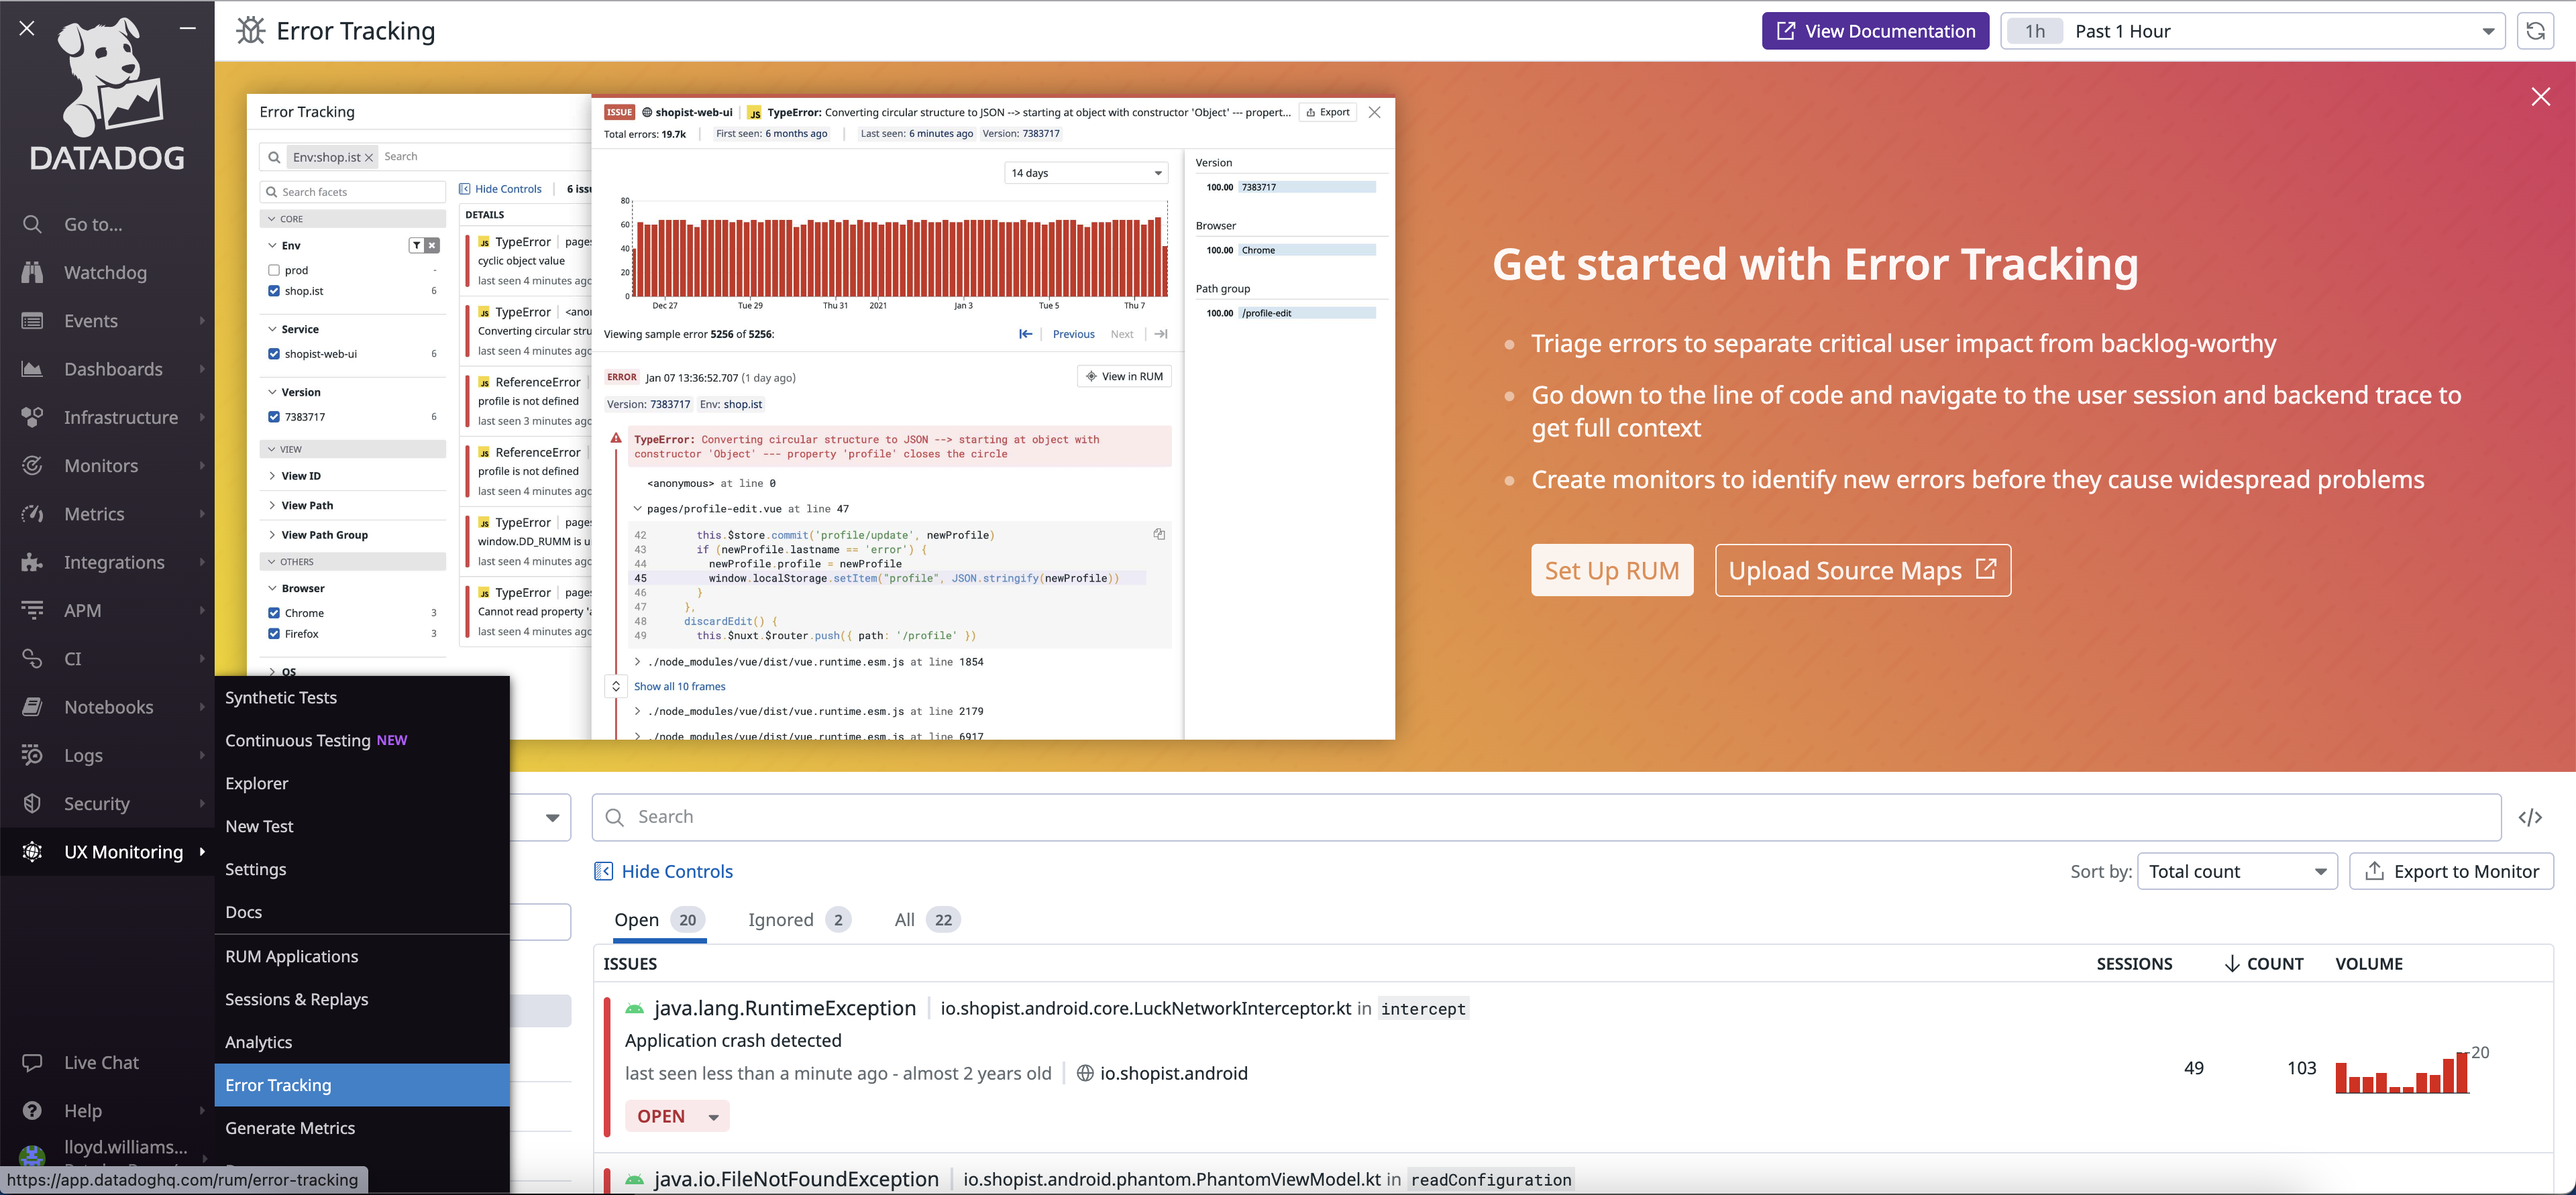 DATADOG
Go to...
Watchdog
Events
Dashboards
Infrastructure
Monitors
Metrics
Integrations
APM
CI
Notebooks
Logs
Security
UX Monitoring
Live Chat
Help
lloyd.williams...
https://app.datadoghq.com/rum/error-tracking
Synthetic Tests
Continuous Testing NEW
Explorer
New Test
Settings
Docs
RUM Applications
Sessions & Replays
Analytics
Error Tracking
Generate Metrics
Error Tracking
View Documentation
1h Past 1 Hour
Error Tracking
Env:shop.ist Search
Search facets
CORE
Env
prod -
shop.ist 6
Service
shopist-web-ui 6
Version
7383717 6
VIEW
View ID
View Path
View Path Group
OTHERS
Browser
Chrome 3
Firefox 3
OS
Hide Controls 6 issu
DETAILS
JS TypeError page
cyclic object value
last seen 4 minutes ago
JS TypeError <anon
Converting circular stru
last seen 4 minutes ago
JS ReferenceError
profile is not defined
last seen 3 minutes ago
JS ReferenceError
profile is not defined
last seen 4 minutes ago
JS TypeError page
window.DD_RUMM is u
last seen 4 minutes ago
JS TypeError page
Cannot read property 'a
last seen 4 minutes ago
ISSUE shopist-web-ui JS TypeError: Converting circular structure to JSON --> starting at object with constructor 'Object' --- propert... Export
Total errors: 19.7k First seen: 6 months ago Last seen: 6 minutes ago Version: 7383717
14 days
80
60
40
20
0
Dec 27 Tue 29 Thu 31 2021 Jan 3 Tue 5 Thu 7
Viewing sample error 5256 of 5256:
Previous Next
ERROR Jan 07 13:36:52.707 (1 day ago)
View in RUM
Version: 7383717 Env: shop.ist
TypeError: Converting circular structure to JSON --> starting at object with
constructor 'Object' --- property 'profile' closes the circle
<anonymous> at line 0
pages/profile-edit.vue at line 47
42 this.$store.commit('profile/update', newProfile)
43 if (newProfile.lastname == 'error') {
44 newProfile.profile = newProfile
45 window.localStorage.setItem("profile", JSON.stringify(newProfile))
46 }
47 },
48 discardEdit() {
49 this.$nuxt.$router.push({ path: '/profile' })
./node_modules/vue/dist/vue.runtime.esm.js at line 1854
Show all 10 frames
./node_modules/vue/dist/vue.runtime.esm.js at line 2179
./node_modules/vue/dist/vue.runtime.esm.js at line 6917
Version
100.00 7383717
Browser
100.00 Chrome
Path group
100.00 /profile-edit
Get started with Error Tracking
Triage errors to separate critical user impact from backlog-worthy
Go down to the line of code and navigate to the user session and backend trace to
get full context
Create monitors to identify new errors before they cause widespread problems
Set Up RUM
Upload Source Maps
Search
</>
Hide Controls
Sort by: Total count
Export to Monitor
Open 20 Ignored 2 All 22
ISSUES SESSIONS COUNT VOLUME
java.lang.RuntimeException io.shopist.android.core.LuckNetworkInterceptor.kt in intercept
Application crash detected
last seen less than a minute ago - almost 2 years old io.shopist.android
49 103 20
OPEN
java.io.FileNotFoundException io.shopist.android.phantom.PhantomViewModel.kt in readConfiguration